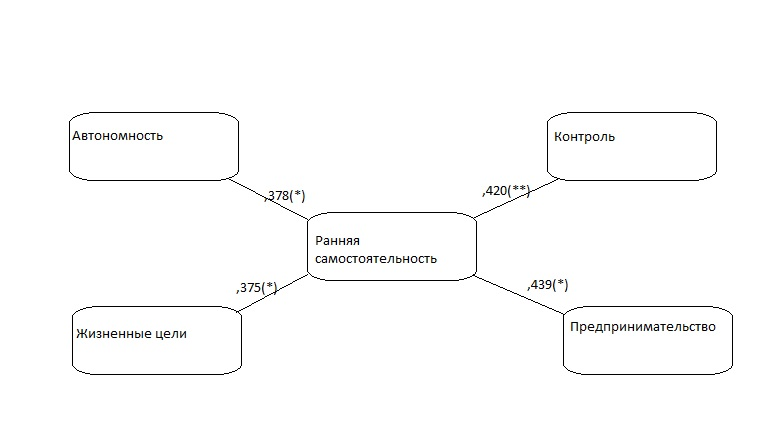 Автономность
Контроль
,378(*)
,420(**)
Ранняя
самостоятельность
,375(*)
,439(*)
Жизненные цели
Предпринимательство